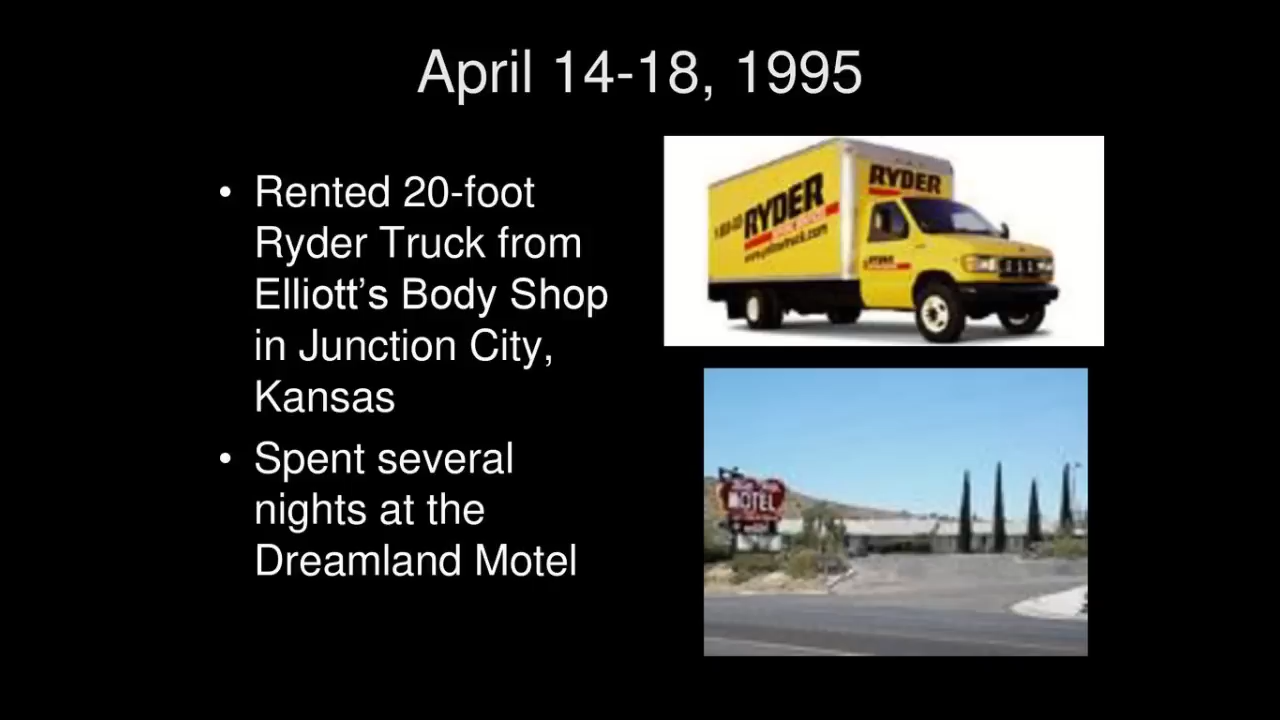 April 14-18, 1995
• Rented 20-foot
Ryder Truck from
Elliott's Body Shop
in Junction City,
Kansas
• Spent several
nights at the
Dreamland Motel
RYDER
RYDER
MOTEL